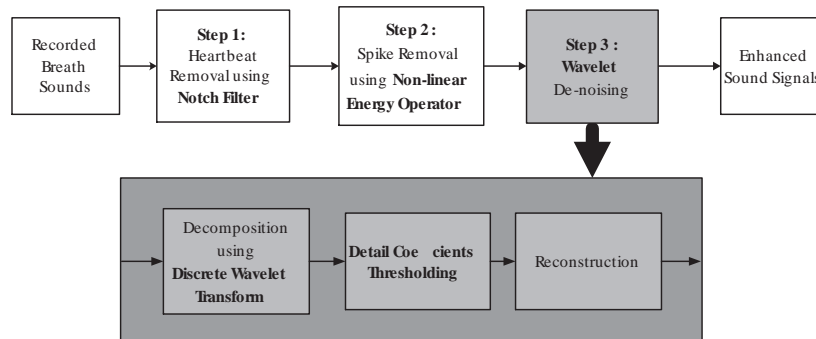 Recorded
Breath
Sounds
Step 1 :
Heartbeat
Removal using
Notch Filter
Step 2 :
Spike Removal
using Non-linear
Energy Operator
Step 3 :
Wavelet
De-noising
Enhanced
Sound Signals
Decomposition
using
Discrete Wavelet
Transform
Detail Coe cients
Thresholding
Reconstruction